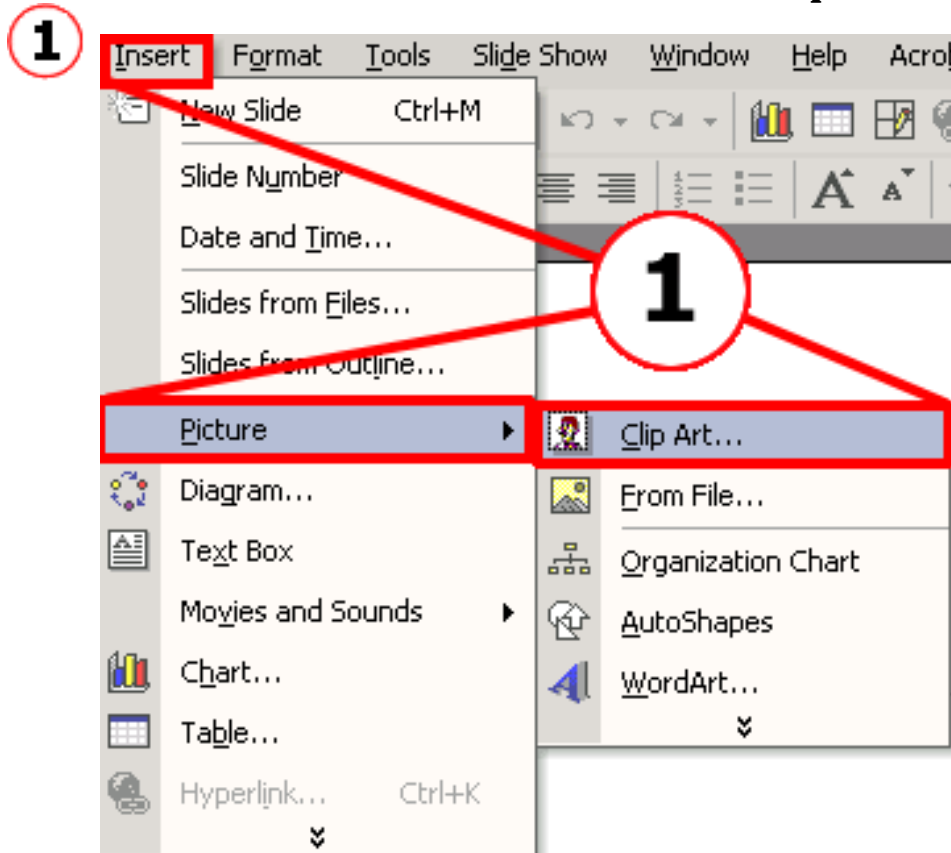 1
Insert Format Tools Slide Show Window Help
New Slide Ctrl+M
Slide Number
Date and Time...
1
Slides from Files...
Slides from Outline...
Picture
Clip Art...
Diagram...
From File...
Text Box
Organization Chart
Movies and Sounds
AutoShapes
Chart...
WordArt...
Table...
Hyperlink... Ctrl+K